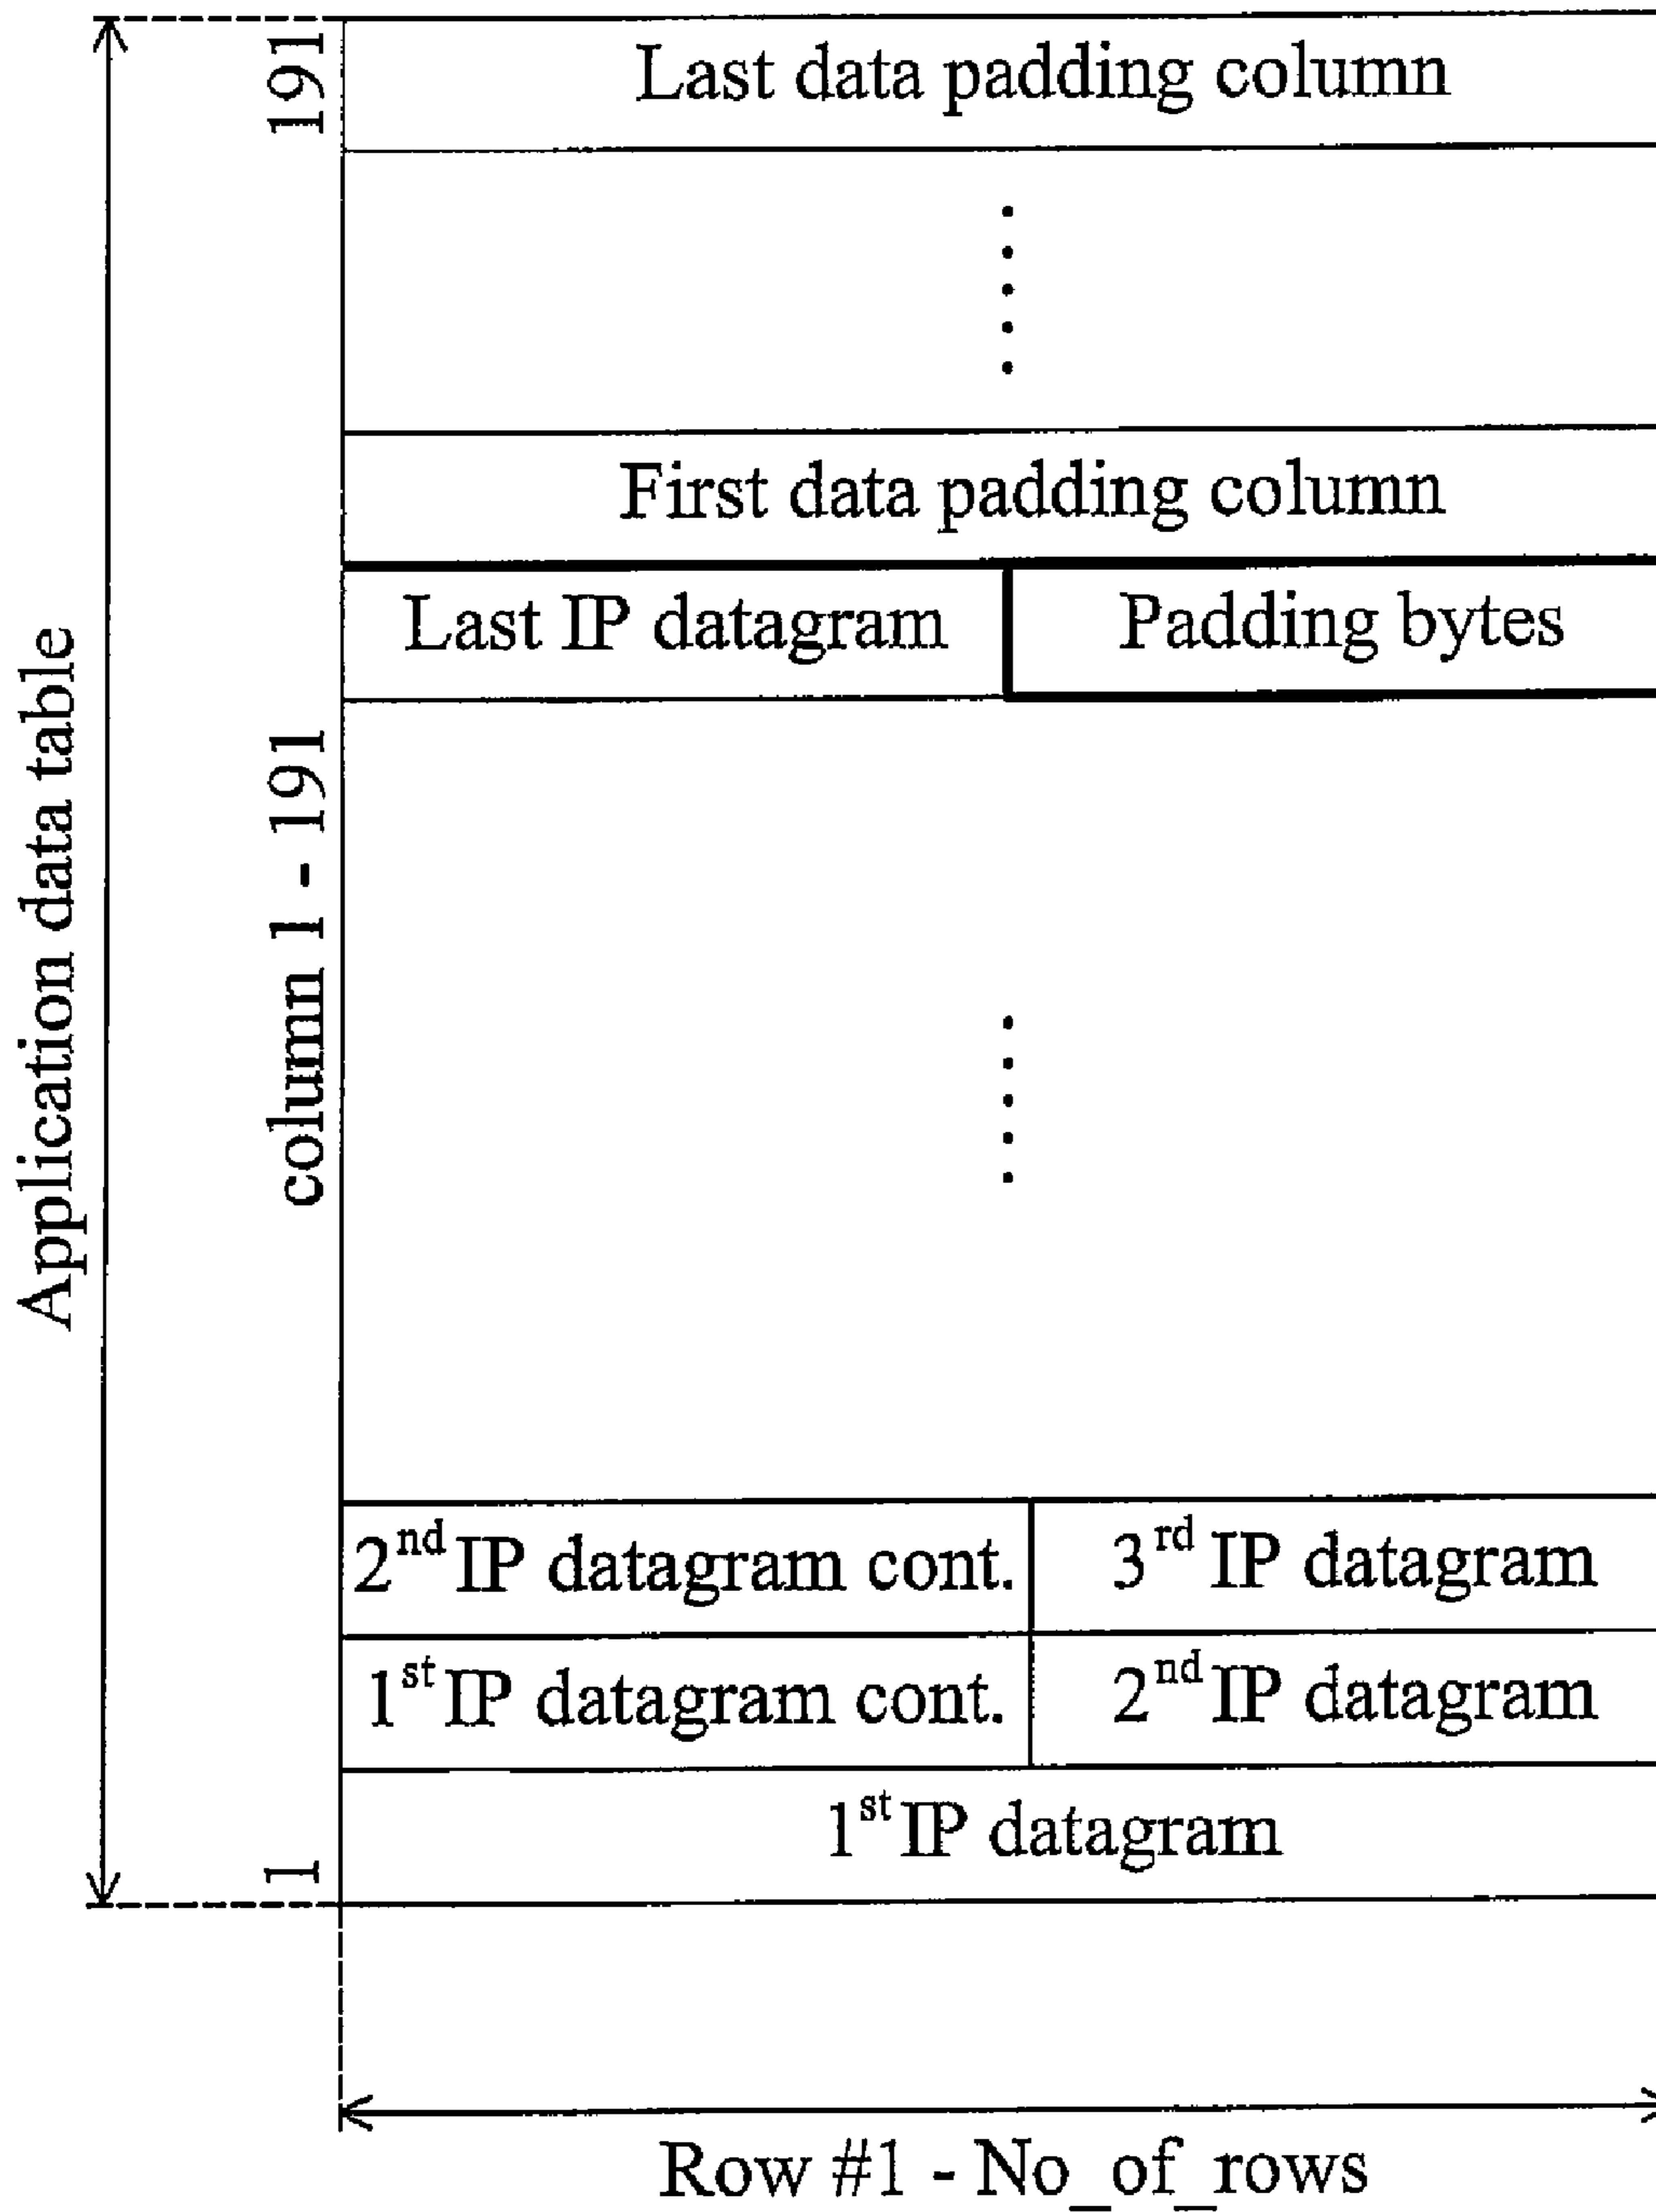 191
Last data padding column
First data padding column
Last IP datagram
Padding bytes
Application data table
column 1 - 191
2nd IP datagram cont.
3rd IP datagram
1st IP datagram cont.
2nd IP datagram
1st IP datagram
1
Row #1 - No_of_rows